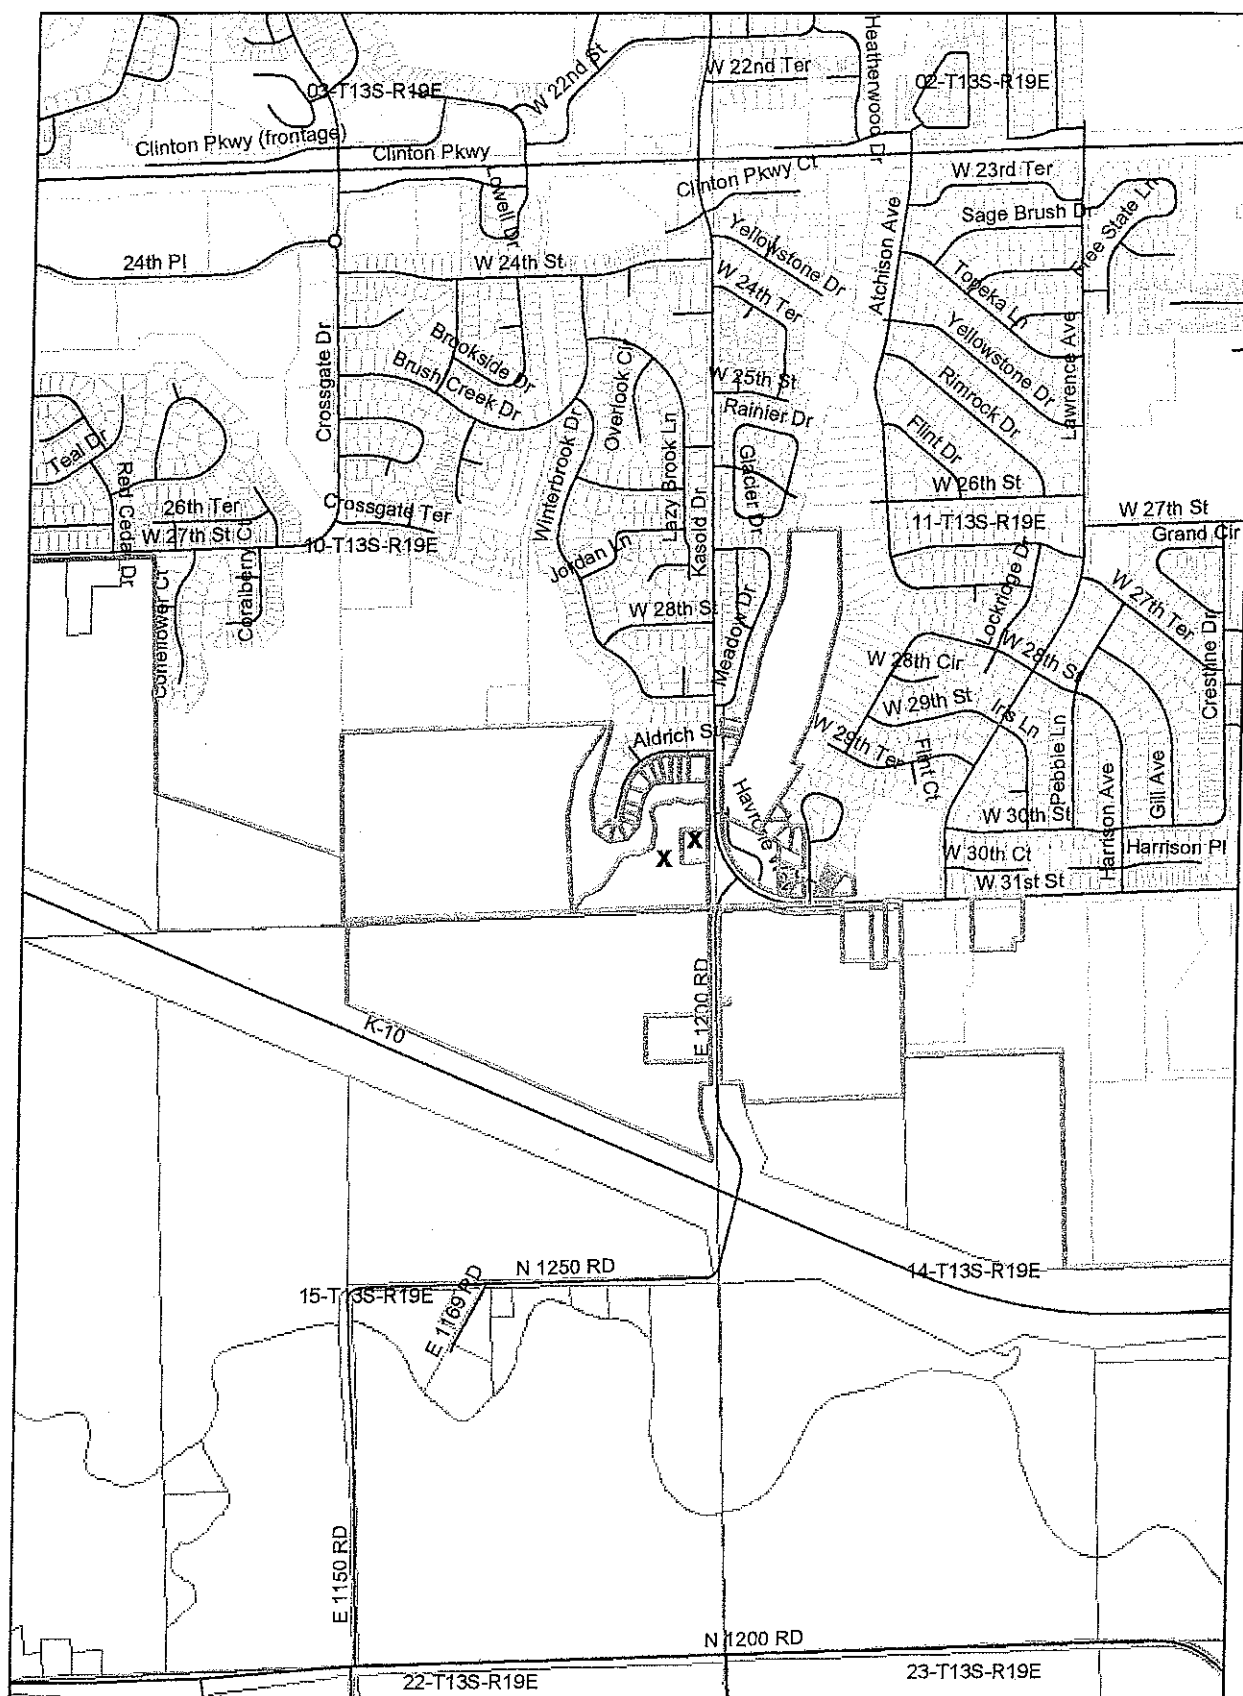 Heatherwood Dr
W 22nd St
W 22nd Ter
03-T13S-R19E
02-T13S-R19E
Clinton Pkwy (frontage)
Clinton Pkwy
Clinton Pkwy Ct
W 23rd Ter
Lowell Dr
Sage Brush Dr
Free State Ln
Atchison Ave
Yellowstone Dr
24th Pl
W 24th St
W 24th Ter
Topeka Ln
Crossgate Dr
Brookside Dr
Brush Creek Dr
Overlook Cir
W 25th St
Rainier Dr
Yellowstone Dr
Rimrock Dr
Lawrence Ave
Teal Dr
Red Cedar Dr
Winterbrook Dr
Lazy Brook Ln
Kasold Dr
Glacier Dr
Flint Dr
W 26th St
26th Ter
W 27th St
Crossgate Ter
10-T13S-R19E
11-T13S-R19E
W 27th St
Grand Cir
Coneflower Ct
Coralberry Ct
Jordan Ln
W 28th St
Meadow Dr
Lockridge Dr
W 27th Ter
W 28th Cir
W 28th St
Crestline Dr
W 29th St
Iris Ln
Aldrich St
W 29th Ter
Flint Ct
Pebble Ln
Harrison Ave
Gill Ave
W 30th St
X
X
W 30th Ct
Harrison Pl
W 31st St
E 1200 RD
K-10
N 1250 RD
14-T13S-R19E
15-T13S-R19E
E 1169 RD
E 1150 RD
N 1200 RD
22-T13S-R19E
23-T13S-R19E